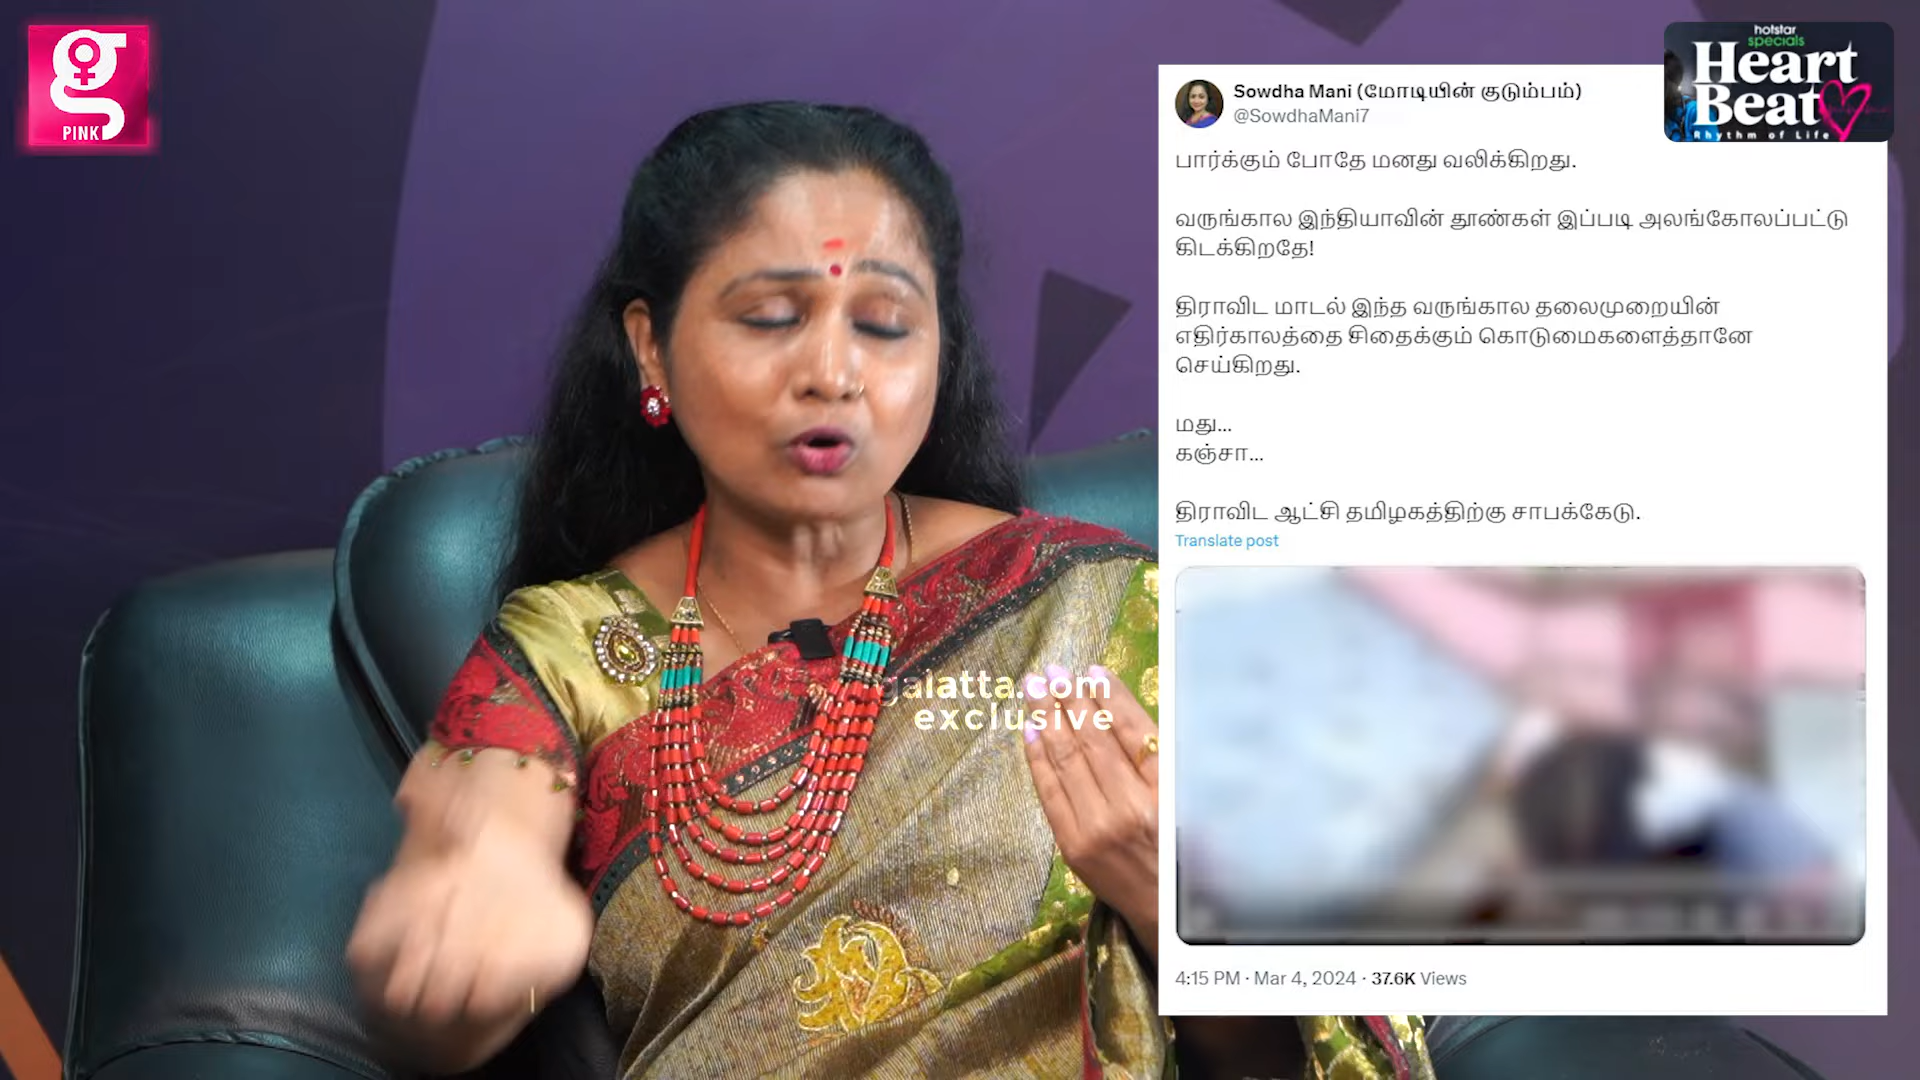 g
PINK
hotstar
specials
Heart
Beat
Rhythm of Life
Sowdha Mani (மோடியின் குடும்பம்)
@SowdhaMani7
பார்க்கும் போதே மனது வலிக்கிறது.
வருங்கால இந்தியாவின் தூண்கள் இப்படி அலங்கோலப்பட்டு
கிடக்கிறதே!
திராவிட மாடல் இந்த வருங்கால தலைமுறையின்
எதிர்காலத்தை சிதைக்கும் கொடுமைகளைத்தானே
செய்கிறது.
மது...
கஞ்சா...
திராவிட ஆட்சி தமிழகத்திற்கு சாபக்கேடு.
Translate post
galatta.com
exclusive
4:15 PM · Mar 4, 2024 · 37.6K Views